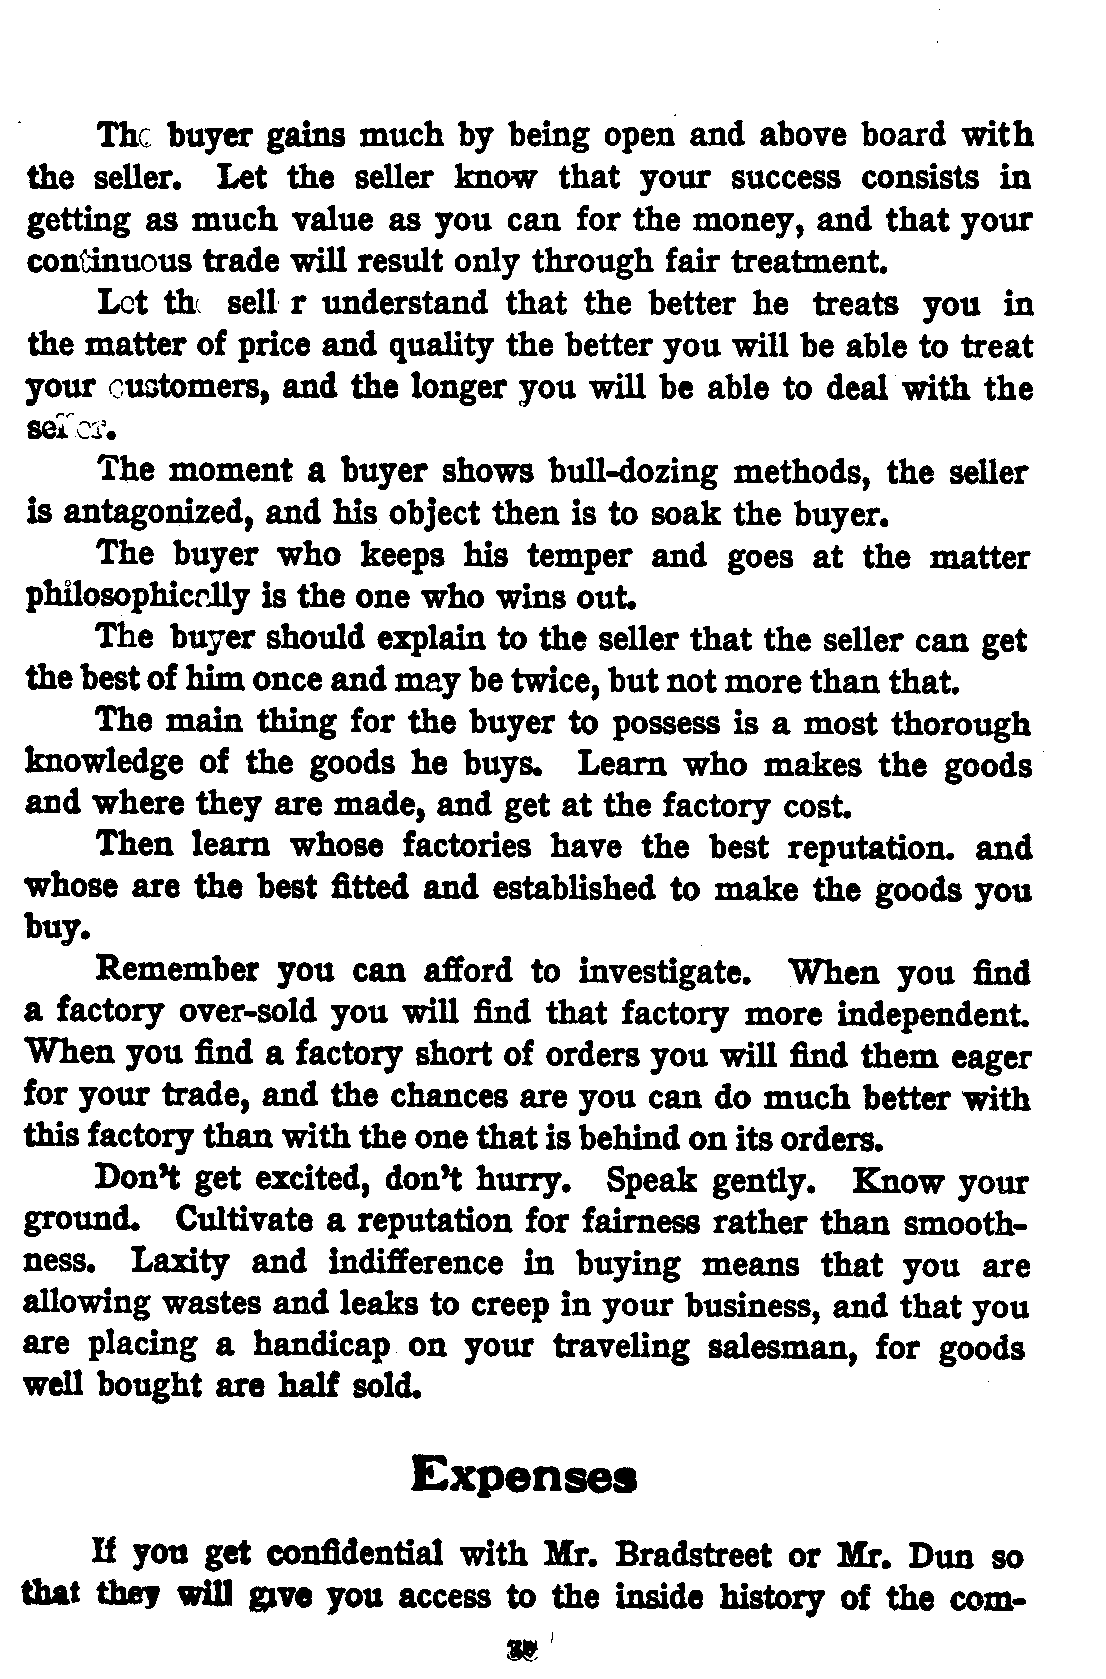 The buyer gains much by being open and above board with
the seller. Let the seller know that your success consists in
getting as much value as you can for the money, and that your
continuous trade will result only through fair treatment.
Let the seller understand that the better he treats you in
the matter of price and quality the better you will be able to treat
your customers, and the longer you will be able to deal with the
seller.
The moment a buyer shows bull-dozing methods, the seller
is antagonized, and his object then is to soak the buyer.
The buyer who keeps his temper and goes at the matter
philosophically is the one who wins out.
The buyer should explain to the seller that the seller can get
the best of him once and may be twice, but not more than that.
The main thing for the buyer to possess is a most thorough
knowledge of the goods he buys. Learn who makes the goods
and where they are made, and get at the factory cost.
Then learn whose factories have the best reputation. and
whose are the best fitted and established to make the goods you
buy.
Remember you can afford to investigate. When you find
a factory over-sold you will find that factory more independent.
When you find a factory short of orders you will find them eager
for your trade, and the chances are you can do much better with
this factory than with the one that is behind on its orders.
Don't get excited, don't hurry. Speak gently. Know your
ground. Cultivate a reputation for fairness rather than smooth-
ness. Laxity and indifference in buying means that you are
allowing wastes and leaks to creep in your business, and that you
are placing a handicap on your traveling salesman, for goods
well bought are half sold.
Expenses
If you get confidential with Mr. Bradstreet or Mr. Dun so
that they will give you access to the inside history of the com-